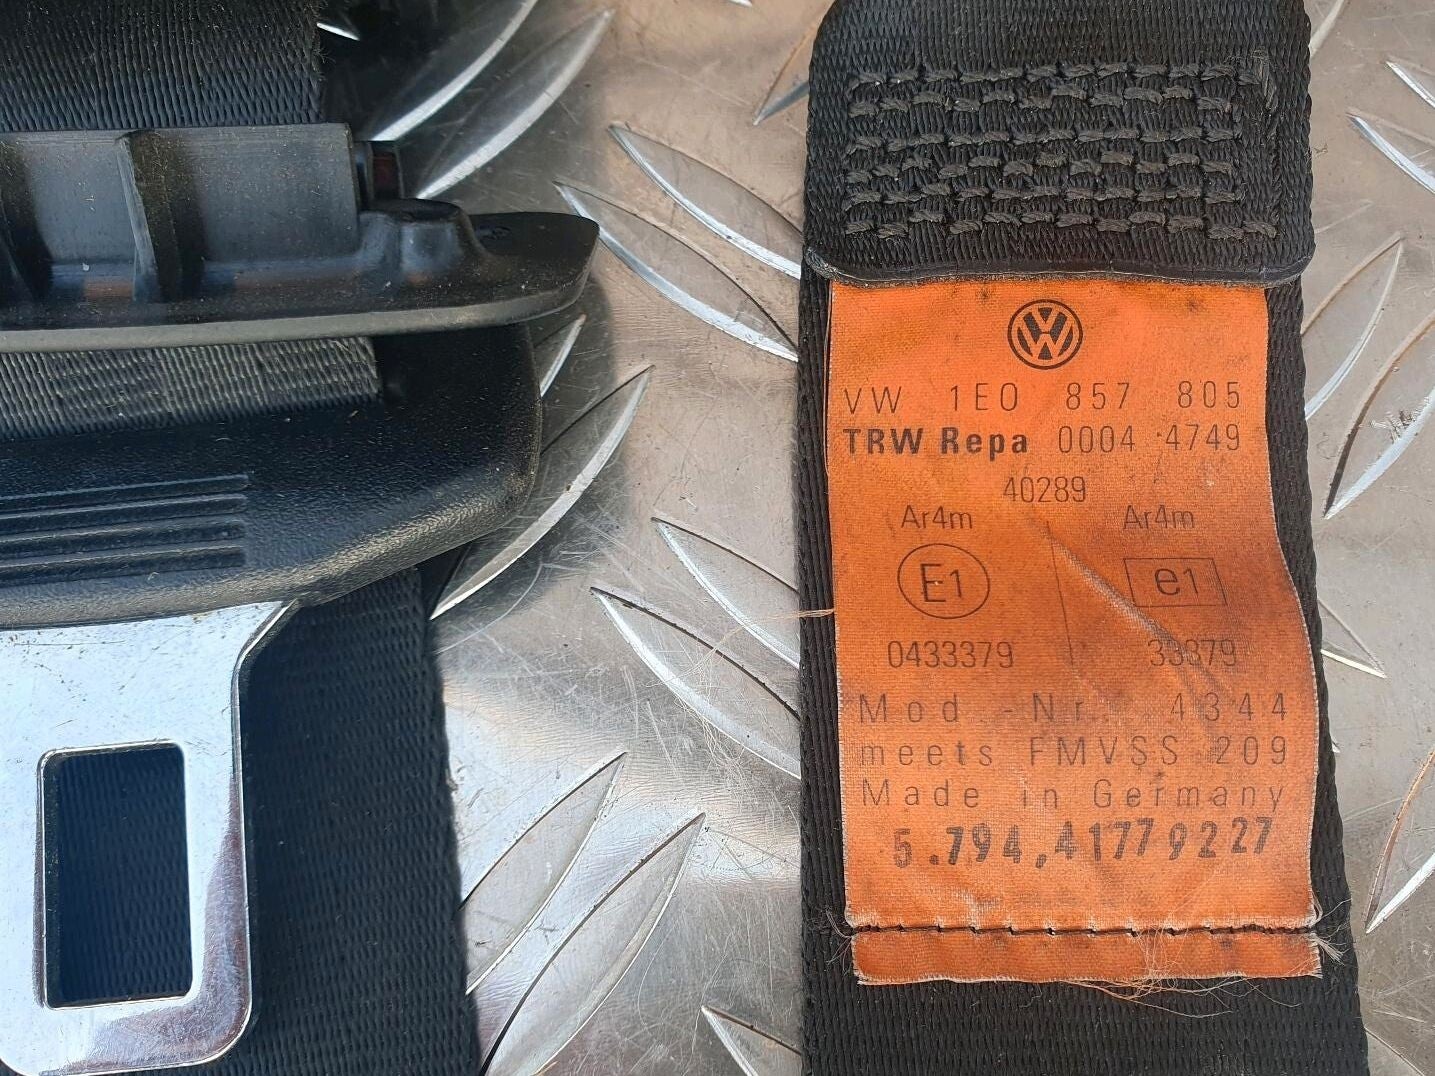 VW 1E0 857 805
TRW Repa 0004 4749
40289
Ar4m Ar4m
E1 e1
0433379 33379
Mod.-Nr. 4344
meets FMVSS 209
Made in Germany
5.794,41779227